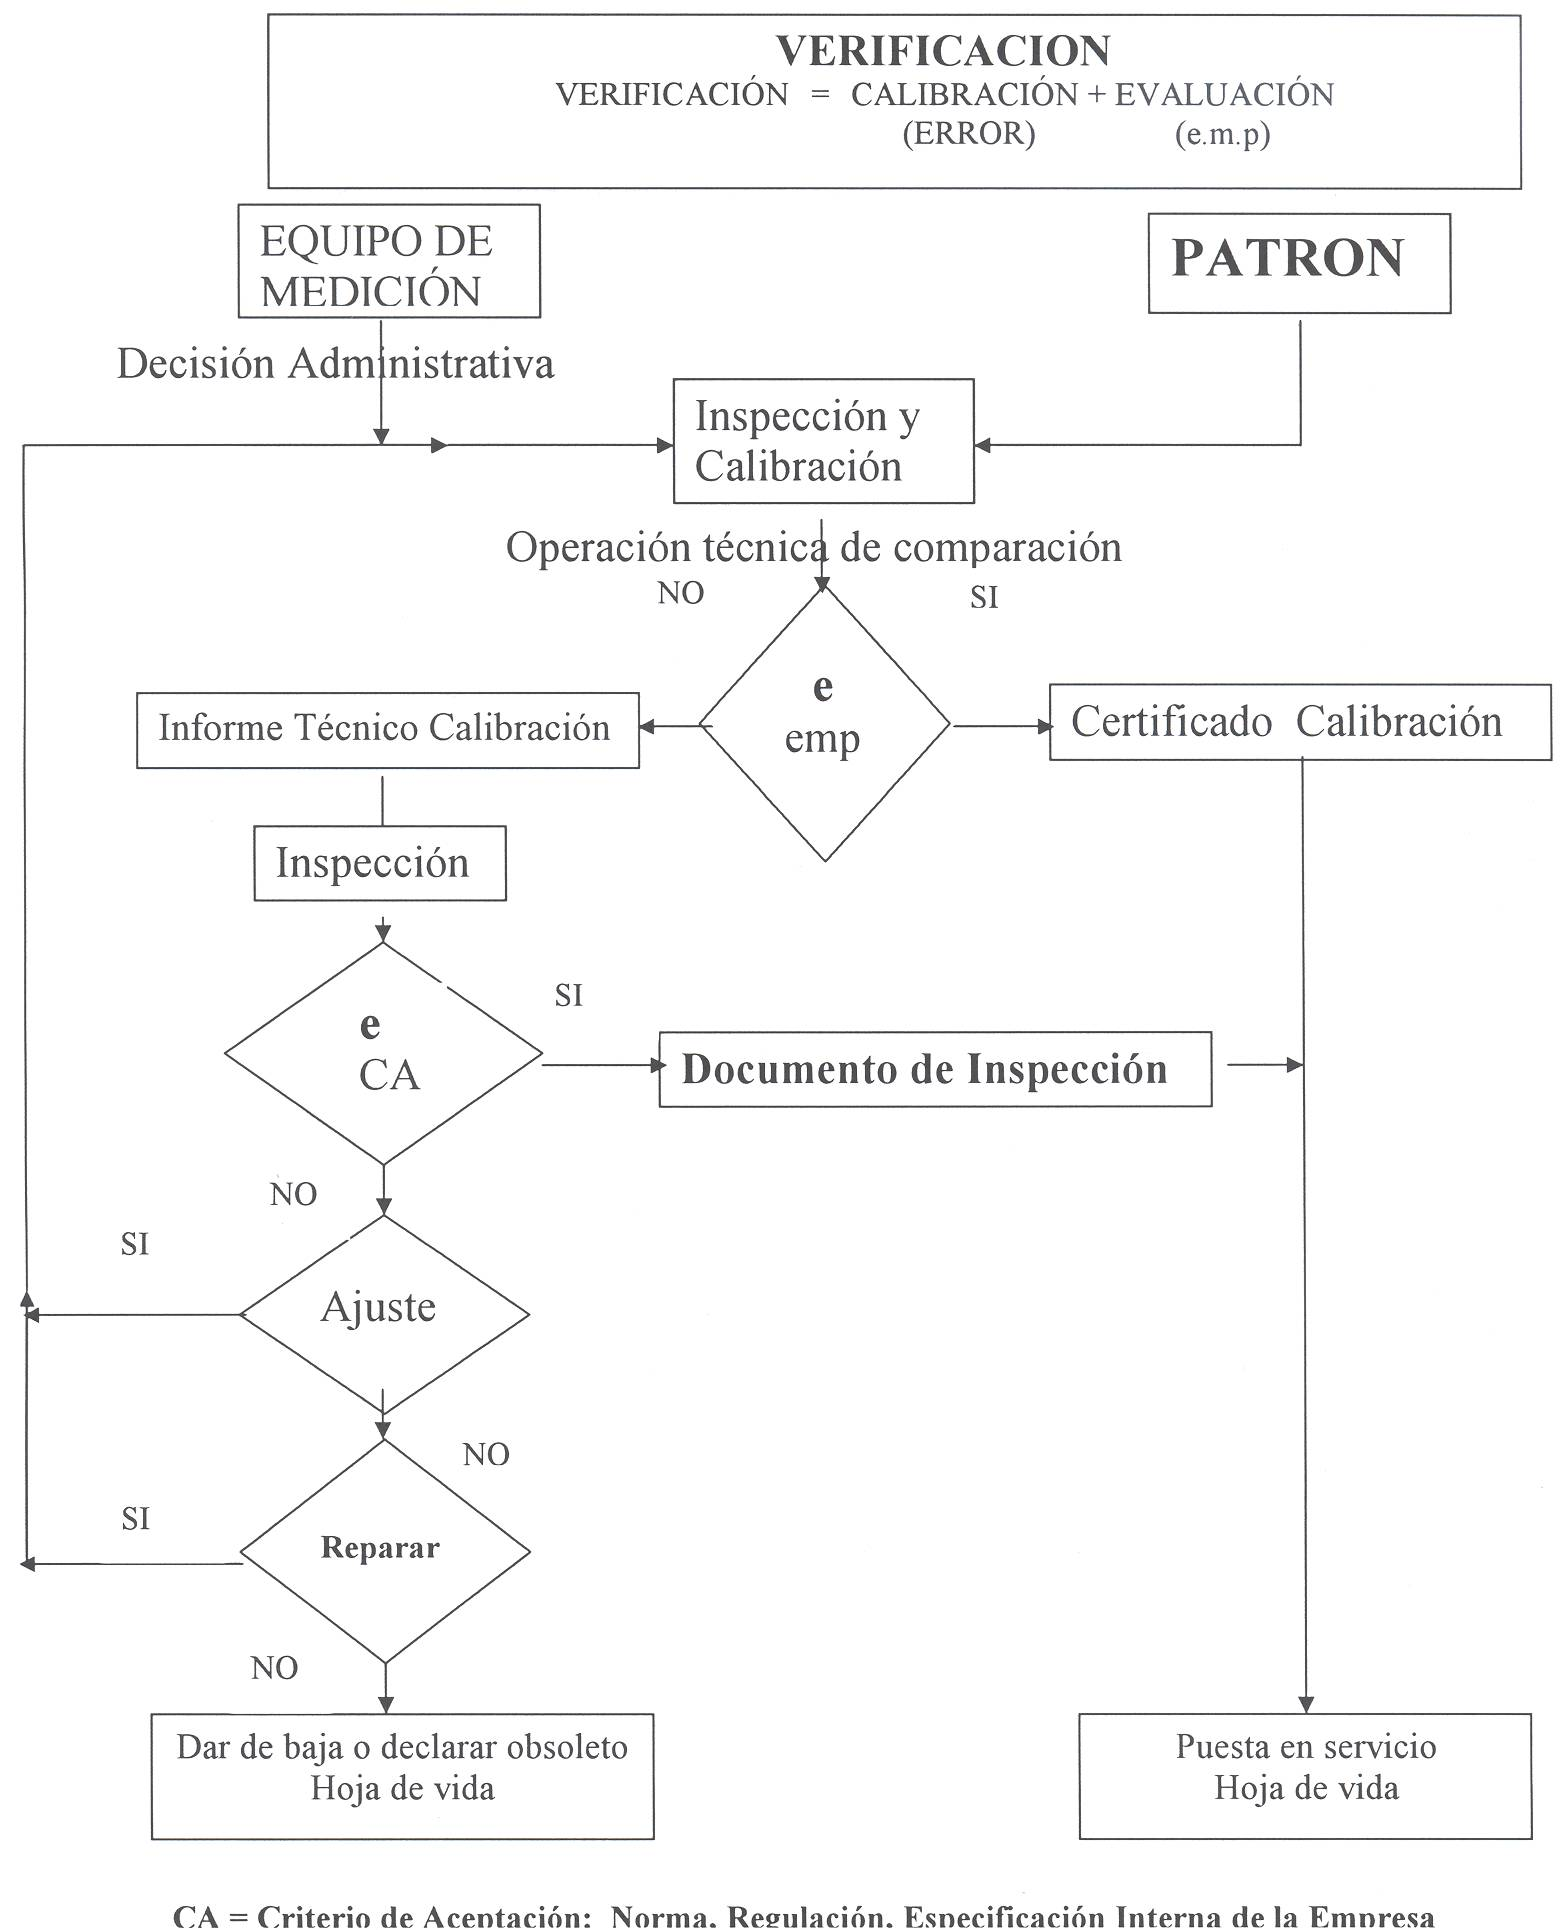 VERIFICACION
VERIFICACIÓN = CALIBRACIÓN + EVALUACIÓN
(ERROR) (e.m.p)
EQUIPO DE
MEDICIÓN
PATRON
Decisión Administrativa
Inspección y
Calibración
Operación técnica de comparación
NO
SI
e
emp
Informe Técnico Calibración
Certificado Calibración
Inspección
e
CA
SI
Documento de Inspección
NO
SI
Ajuste
NO
SI
Reparar
NO
Dar de baja o declarar obsoleto
Hoja de vida
Puesta en servicio
Hoja de vida
CA = Criterio de Aceptación: Norma, Regulación, Especificación Interna de la Empresa